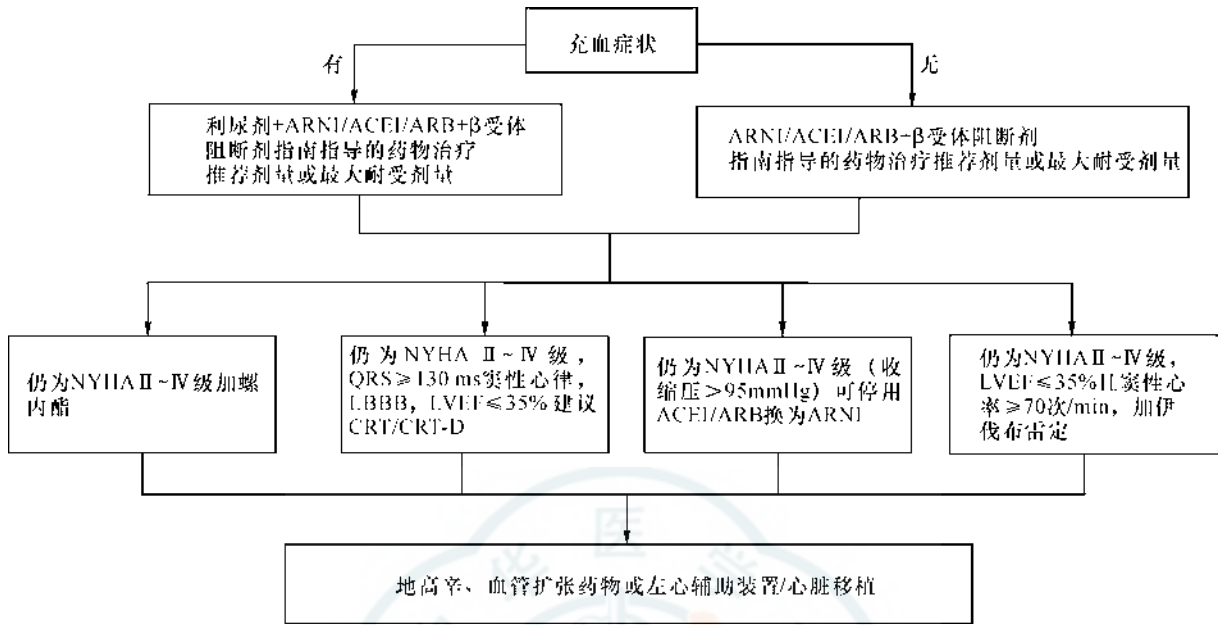 充血症状
有
无
利尿剂+ARNI/ACEI/ARB+β受体
阻断剂指南指导的药物治疗
推荐剂量或最大耐受剂量
ARNI/ACEI/ARB+β受体阻断剂
指南指导的药物治疗推荐剂量或最大耐受剂量
仍为NYHAⅡ~Ⅳ级加螺
内酯
仍为NYHA Ⅱ~Ⅳ级，
QRS≥130 ms窦性心律，
LBBB，LVEF≤35%建议
CRT/CRT-D
仍为NYHAⅡ~Ⅳ级（收
缩压>95mmHg）可停用
ACEI/ARB换为ARNI
仍为NYHAⅡ~Ⅳ级，
LVEF≤35%且窦性心
率≥70次/min，加伊
伐布雷定
地高辛、血管扩张药物或左心辅助装置/心脏移植
华医学